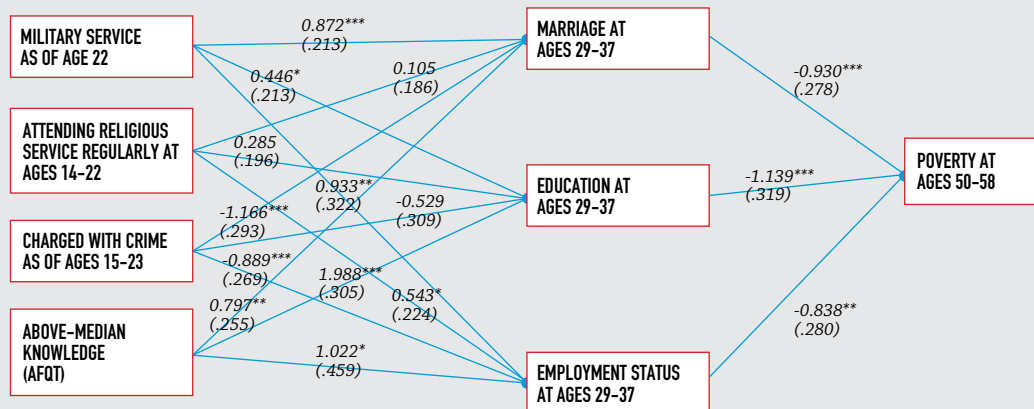 MILITARY SERVICE
AS OF AGE 22
ATTENDING RELIGIOUS
SERVICE REGULARLY AT
AGES 14–22
CHARGED WITH CRIME
AS OF AGES 15–23
ABOVE-MEDIAN
KNOWLEDGE
(AFQT)
0.872***
(.213)
0.446*
(.213)
0.105
(.186)
0.285
(.196)
0.933**
(.322)
-1.166***
(.293)
-0.529
(.309)
-0.889***
(.269)
1.988***
(.305)
0.797**
(.255)
0.543*
(.224)
1.022*
(.459)
MARRIAGE AT
AGES 29–37
EDUCATION AT
AGES 29–37
EMPLOYMENT STATUS
AT AGES 29–37
-0.930***
(.278)
-1.139***
(.319)
-0.838**
(.280)
POVERTY AT
AGES 50–58